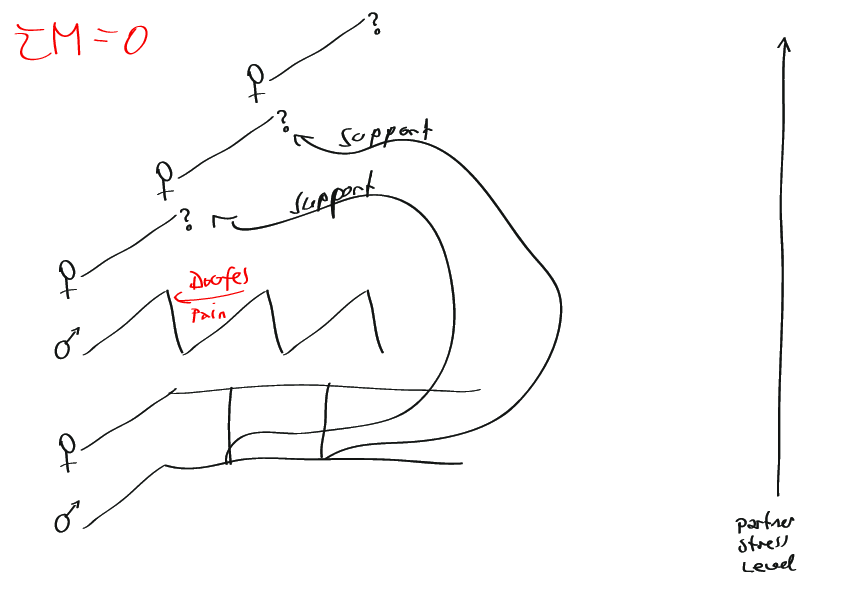 ΣM = 0
?
?
support
support
?
Doofes
Pain
partner
stress
Level